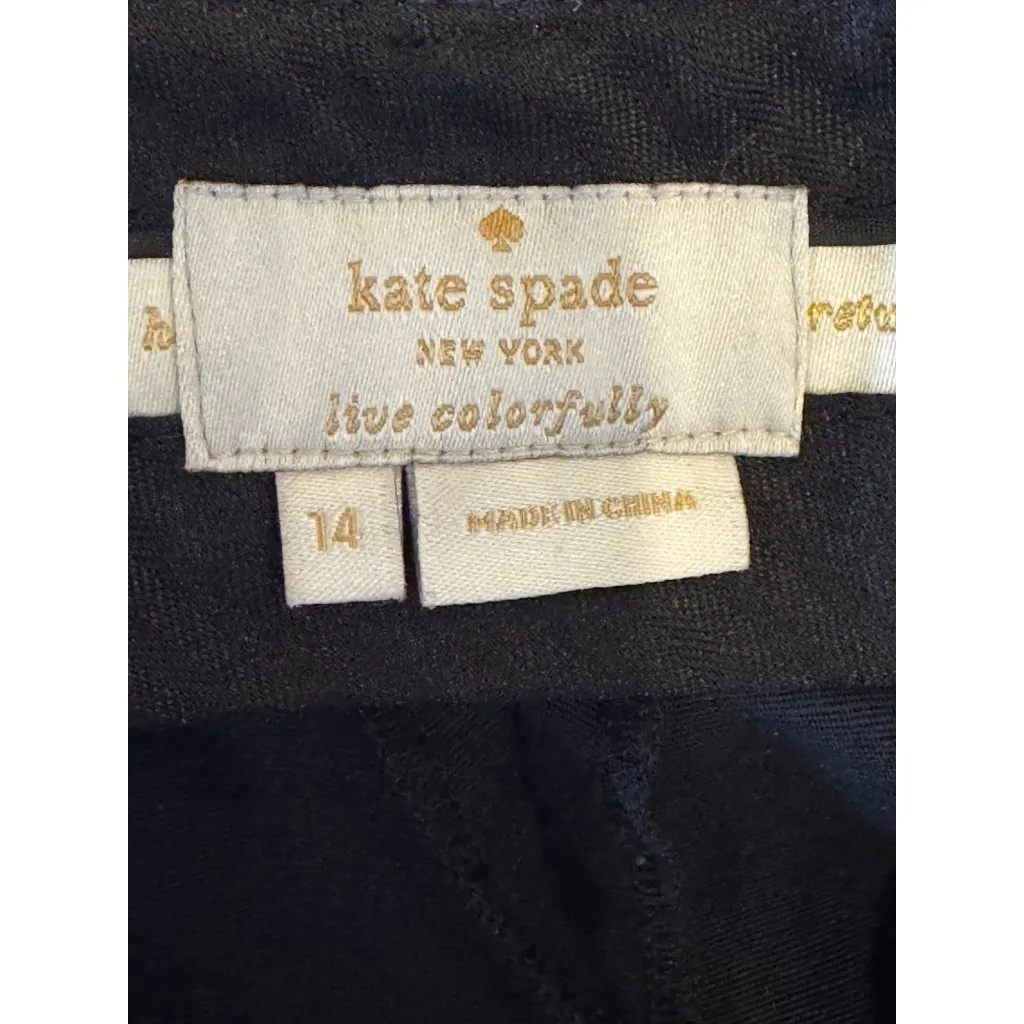 kate spade
NEW YORK
live colorfully
14
MADE IN CHINA